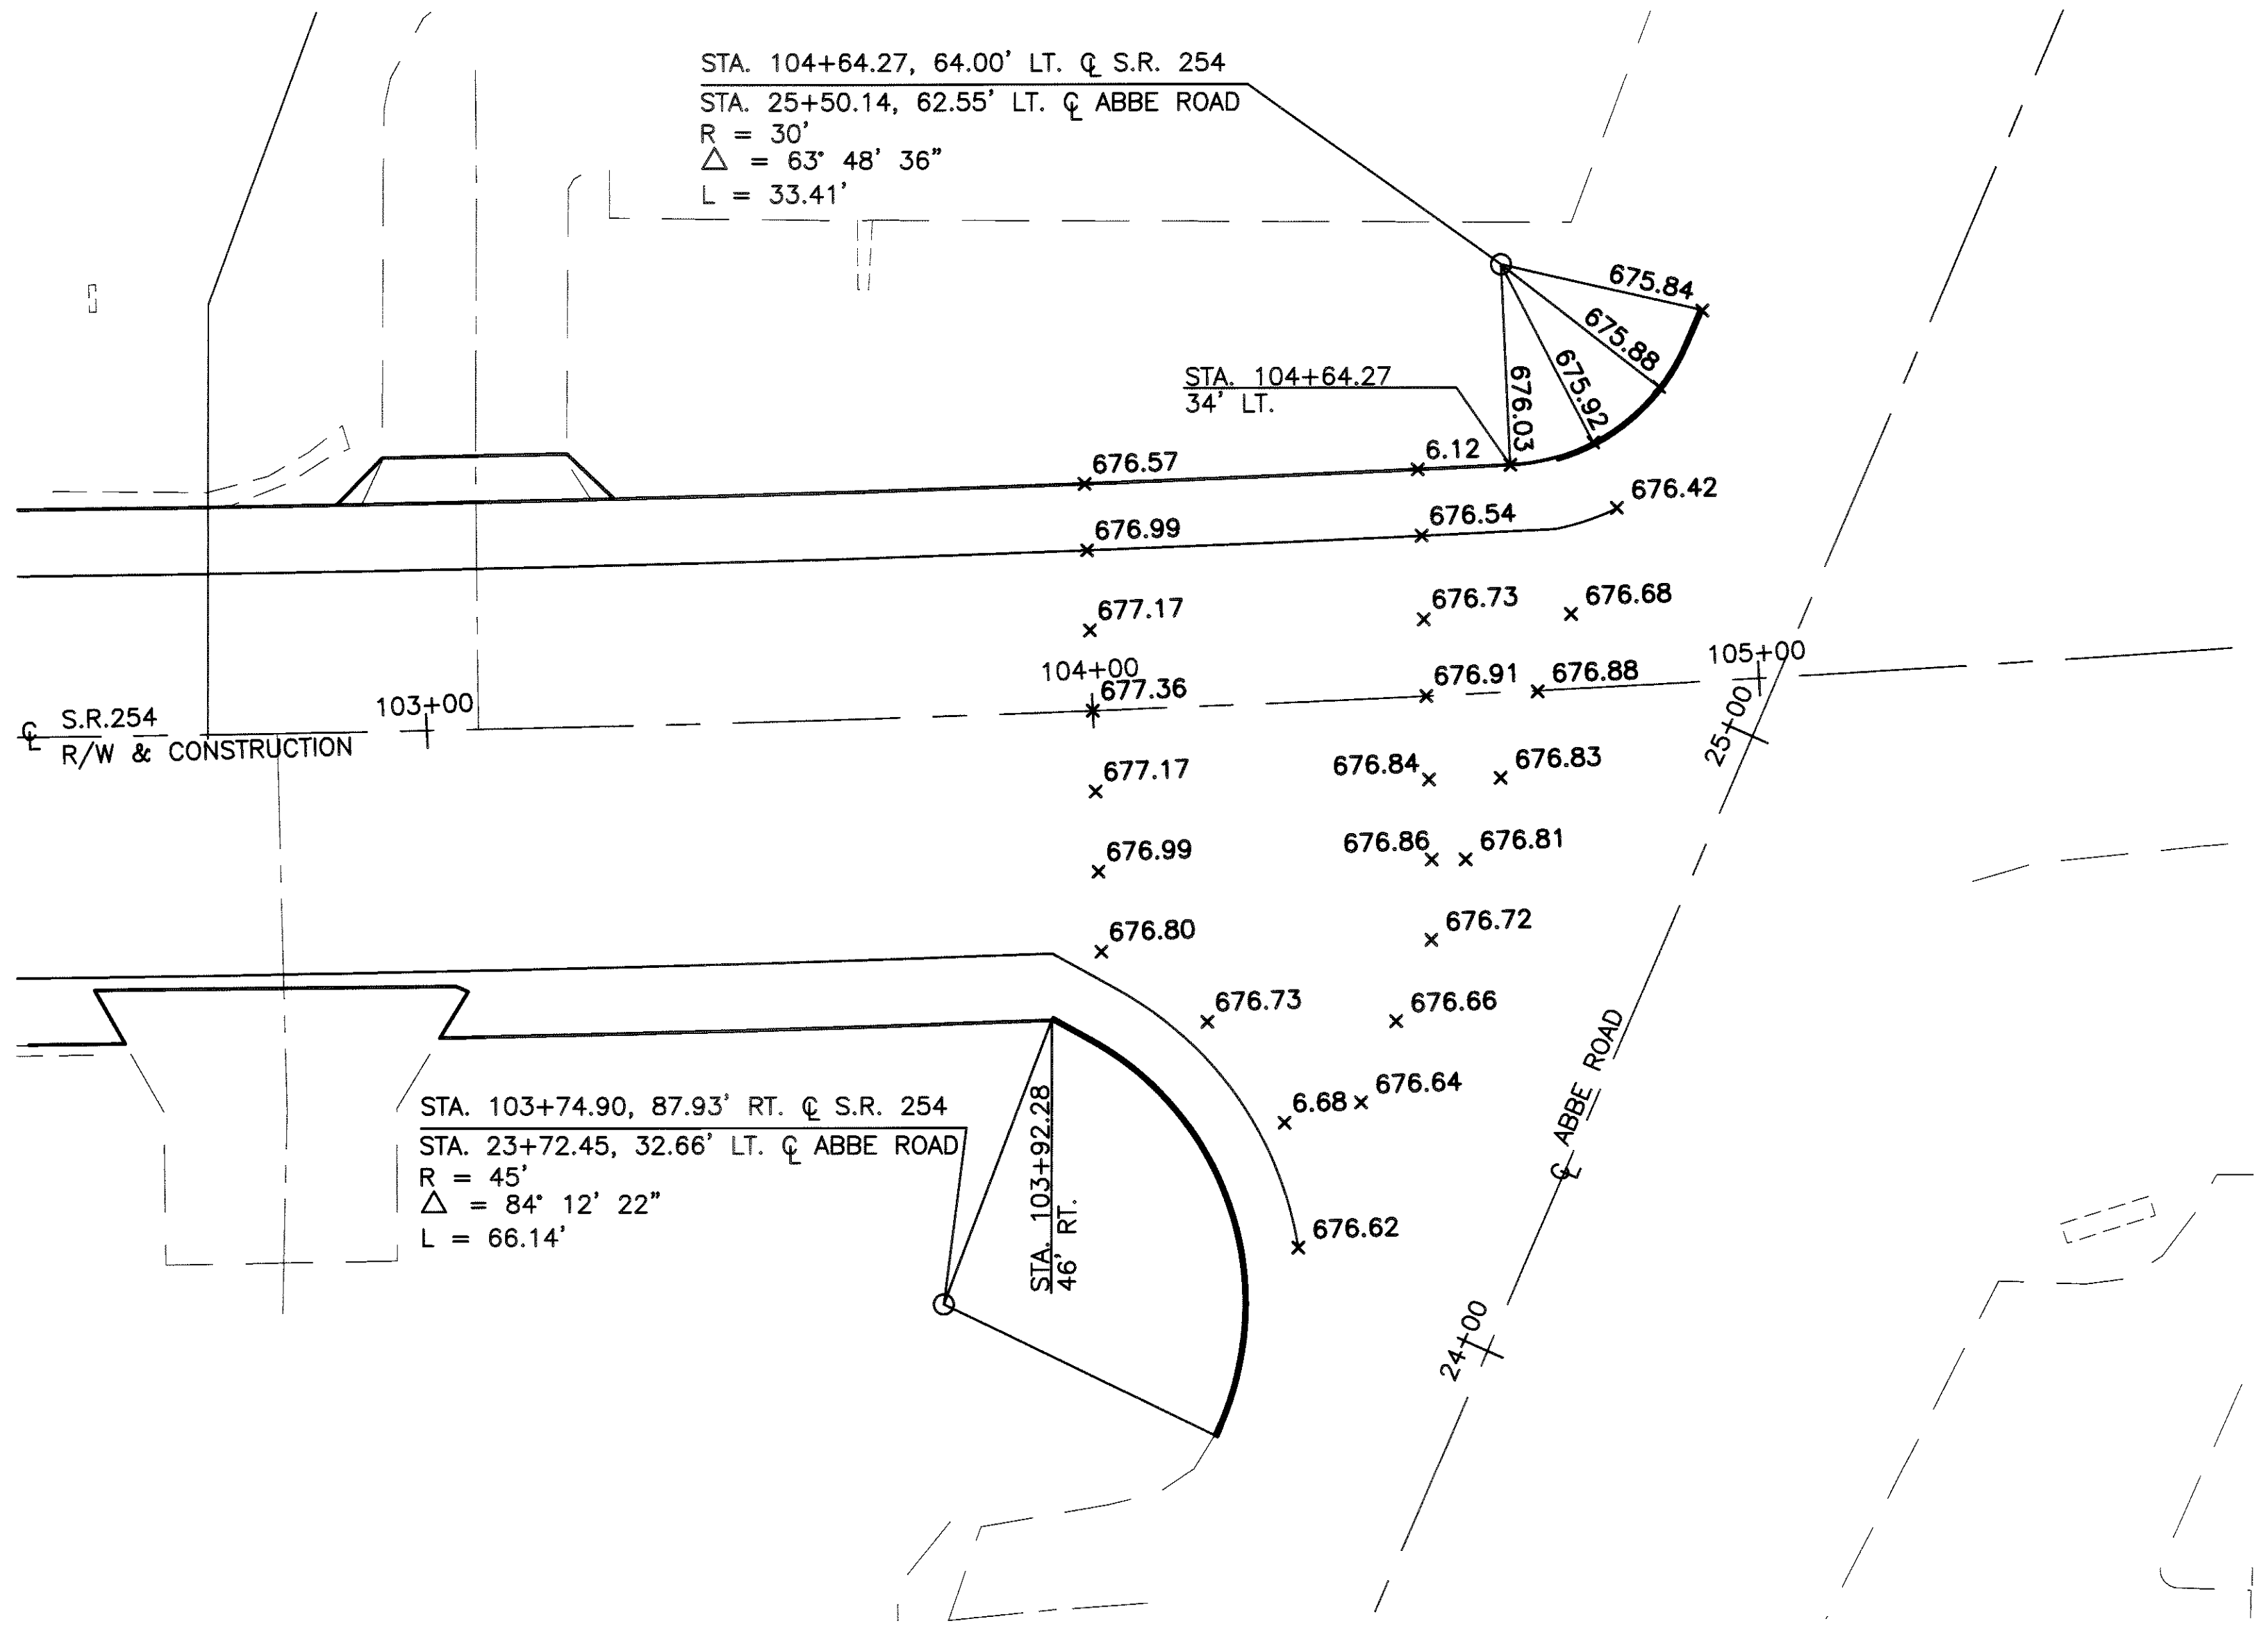 STA. 104+64.27, 64.00' LT. ℄ S.R. 254
STA. 25+50.14, 62.55' LT. ℄ ABBE ROAD
R = 30'
△ = 63° 48' 36"
L = 33.41'
675.84
675.88
675.92
676.03
STA. 104+64.27
34' LT.
676.57
6.12
676.42
676.99
676.54
677.17
676.73
676.68
104+00
105+00
677.36
676.91
676.88
103+00
25+00
℄ S.R.254
R/W & CONSTRUCTION
677.17
676.84
676.83
676.99
676.86
676.81
676.80
676.72
676.73
676.66
6.68
676.64
℄ ABBE ROAD
STA. 103+74.90, 87.93' RT. ℄ S.R. 254
STA. 23+72.45, 32.66' LT. ℄ ABBE ROAD
R = 45'
△ = 84° 12' 22"
L = 66.14'
STA. 103+92.28
46' RT.
676.62
24+00